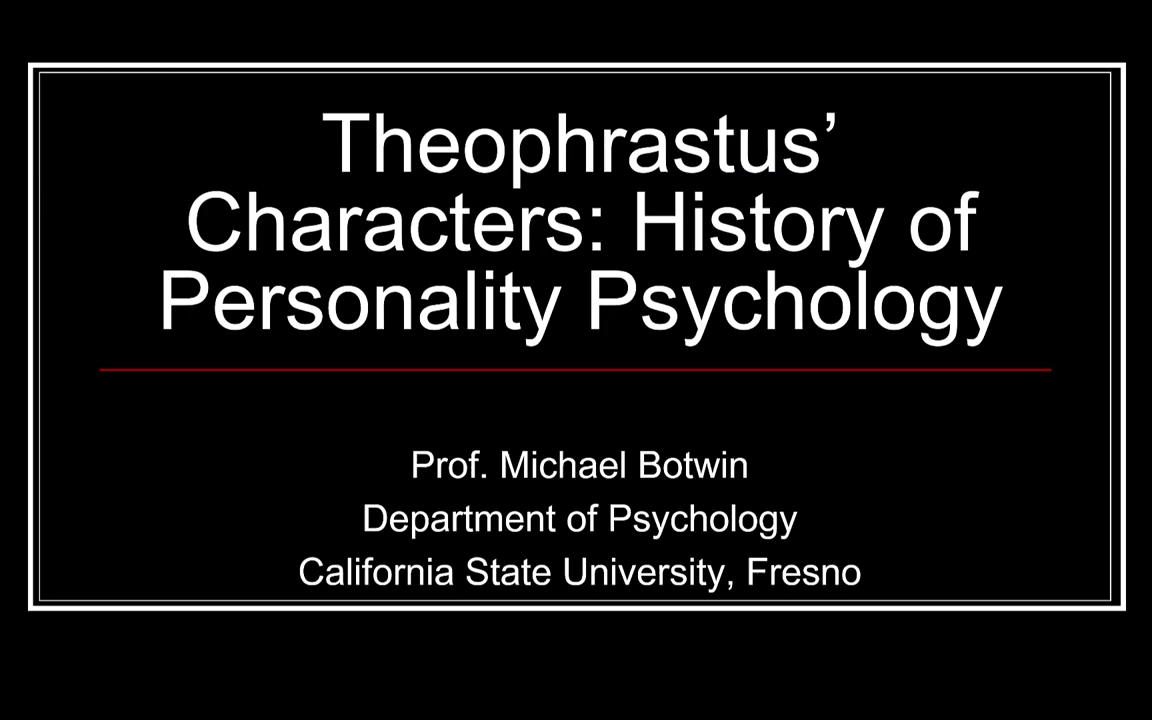 Theophrastus’
Characters: History of
Personality Psychology
Prof. Michael Botwin
Department of Psychology
California State University, Fresno